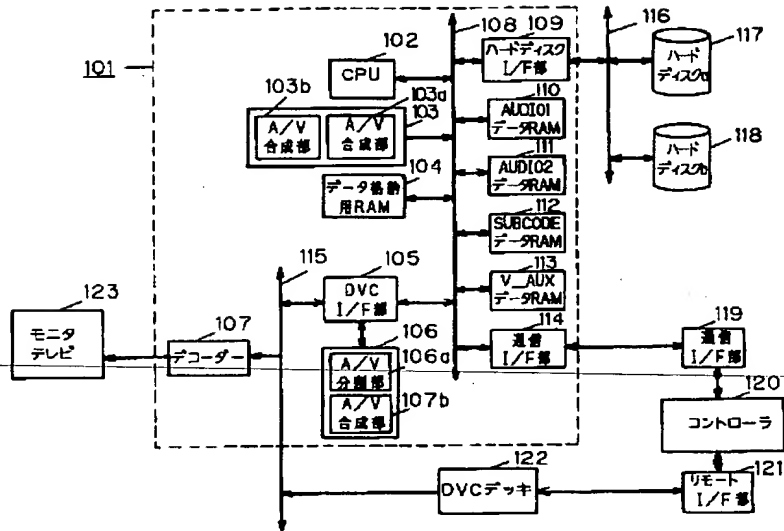 101
102
CPU
103b
103a
103
A/V
合成部
A/V
合成部
104
データ格納
用RAM
108
109
ハードディスク
I/F部
110
AUDIO1
データRAM
111
AUDIO2
データRAM
112
SUBCODE
データRAM
113
V_AUX
データRAM
114
通信
I/F部
115
105
DVC
I/F部
106
106a
A/V
分割部
107b
A/V
合成部
107
デコーダー
123
モニタ
テレビ
116
117
ハード
ディスクa
118
ハード
ディスクb
119
通信
I/F部
120
コントローラ
121
リモート
I/F部
122
DVCデッキ